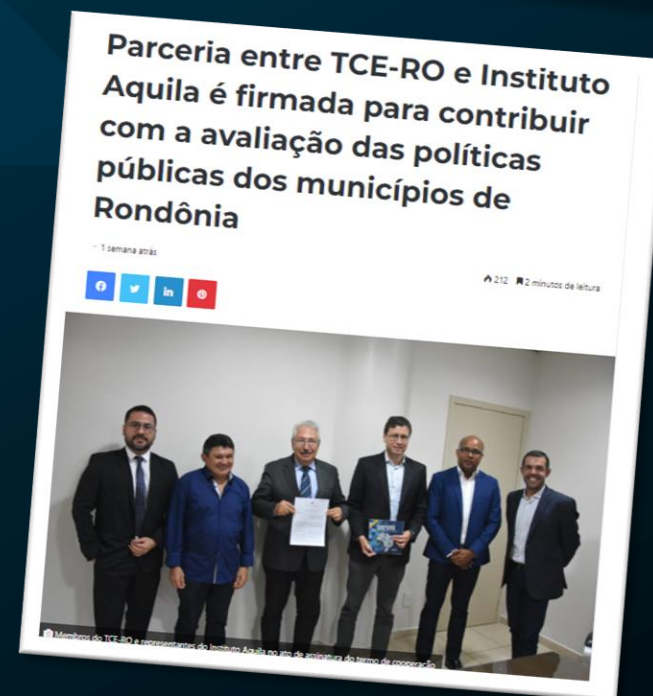 Parceria entre TCE-RO e Instituto
Aquila é firmada para contribuir
com a avaliação das políticas
públicas dos municípios de
Rondônia
1 semana atrás
212 2 minutos de leitura
Membros do TCE-RO e representantes do Instituto Aquila no ato de assinatura do termo de cooperação